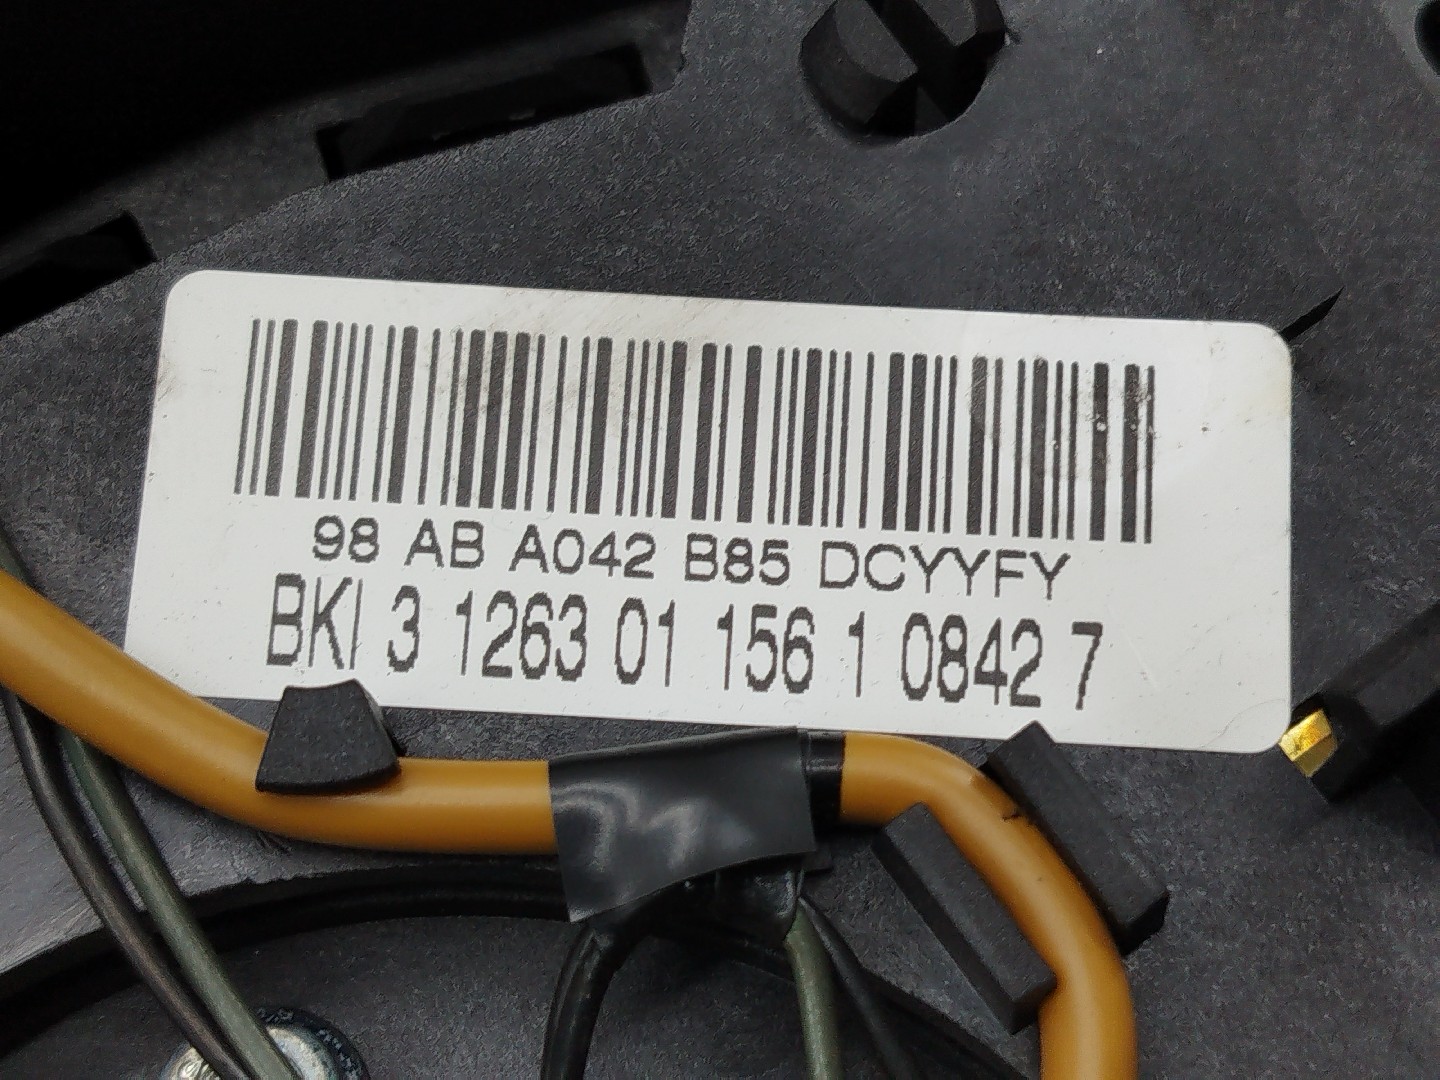 98 AB A042 B85 DCYYFY
BKI 3 1263 01 156 1 0842 7